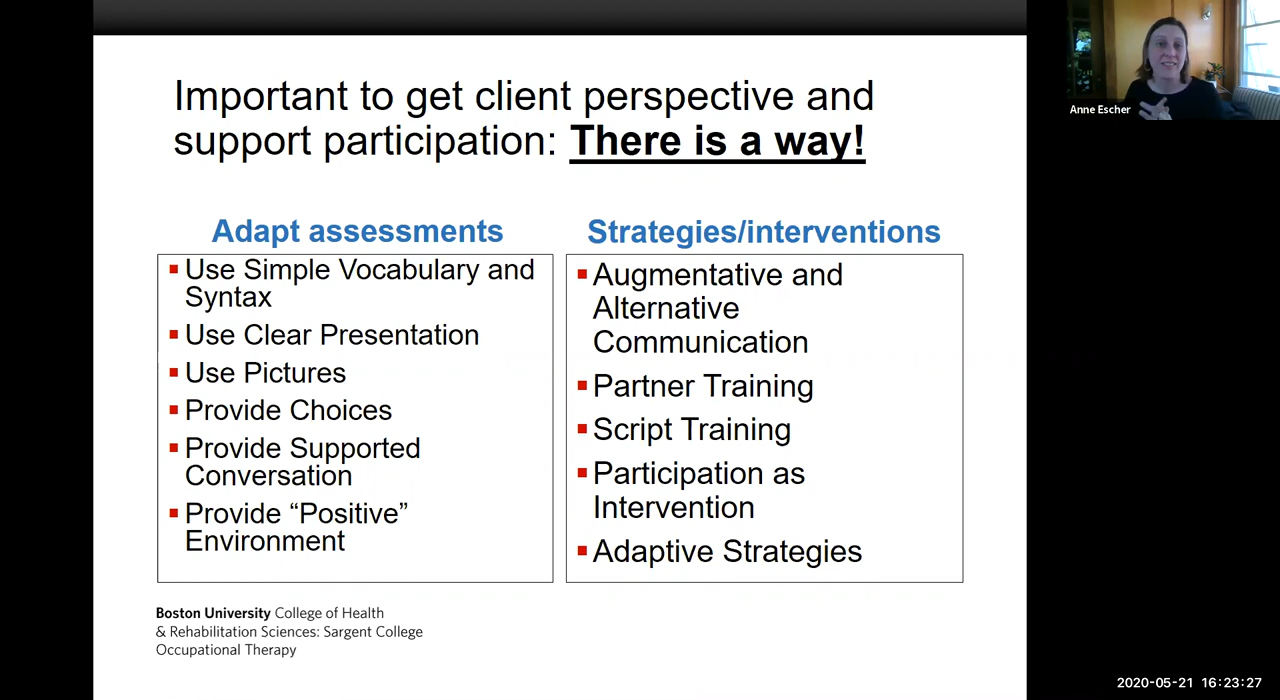 Important to get client perspective and
support participation: There is a way!
Adapt assessments
Use Simple Vocabulary and
Syntax
Use Clear Presentation
Use Pictures
Provide Choices
Provide Supported
Conversation
Provide “Positive”
Environment
Strategies/interventions
Augmentative and
Alternative
Communication
Partner Training
Script Training
Participation as
Intervention
Adaptive Strategies
Boston University College of Health
& Rehabilitation Sciences: Sargent College
Occupational Therapy
Anne Escher
2020-05-21 16:23:27